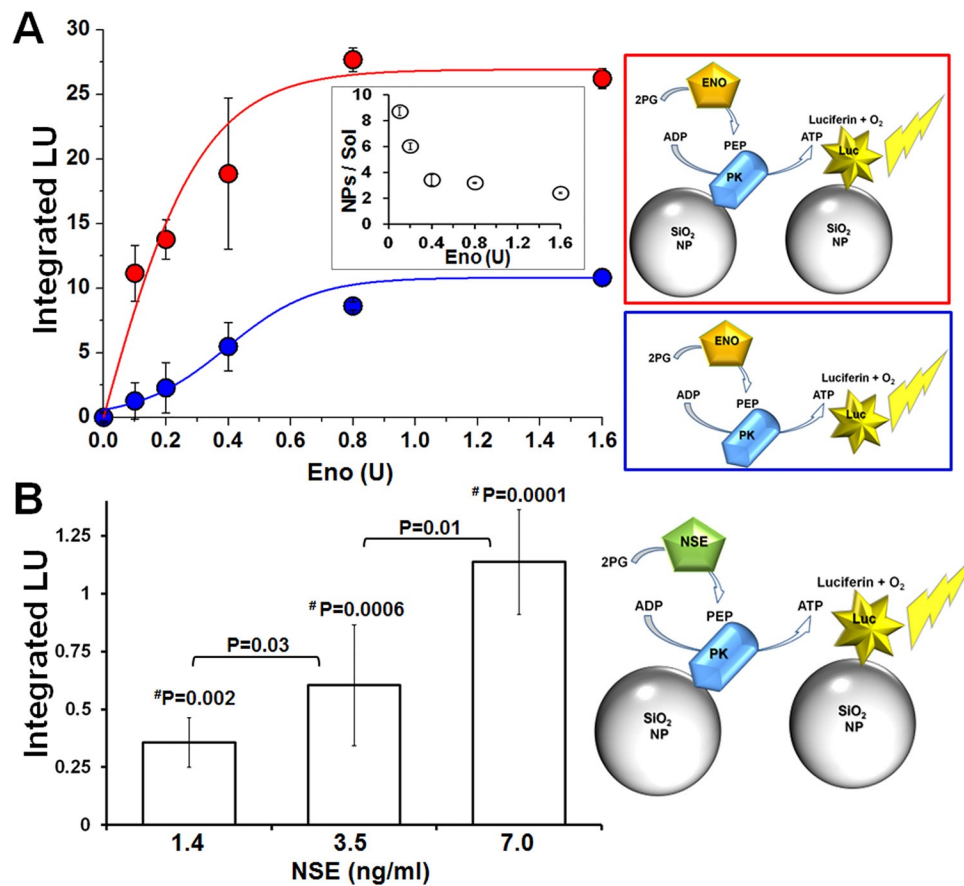 A
Integrated LU
30
25
20
15
10
5
0
0.0 0.2 0.4 0.6 0.8 1.0 1.2 1.4 1.6
Eno (U)
NPs / Sol
10
8
6
4
2
0
0.4 0.8 1.2 1.6
Eno (U)
ENO
2PG
ADP
PEP
PK
ATP
Luciferin + O2
Luc
SiO2
NP
SiO2
NP
ENO
2PG
ADP
PEP
PK
ATP
Luciferin + O2
Luc
B
Integrated LU
1.25
1
0.75
0.5
0.25
0
#P=0.002
P=0.03
#P=0.0006
P=0.01
#P=0.0001
1.4 3.5 7.0
NSE (ng/ml)
NSE
2PG
ADP
PEP
PK
ATP
Luciferin + O2
Luc
SiO2
NP
SiO2
NP